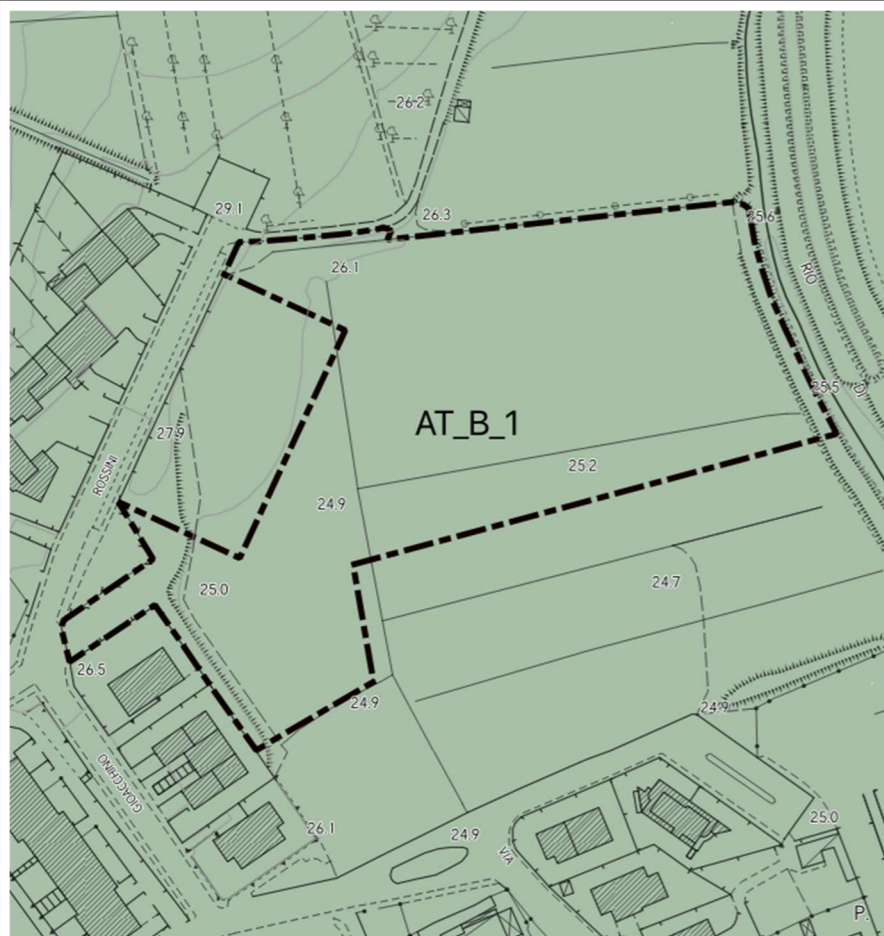 26.2
29.1
26.3
25.6
26.1
RIO
DI
25.5
AT_B_1
27.9
25.2
ROSSINI
24.9
25.0
24.7
26.5
24.9
24.9
GIOACCHINO
26.1
24.9
25.0
VIA
P.